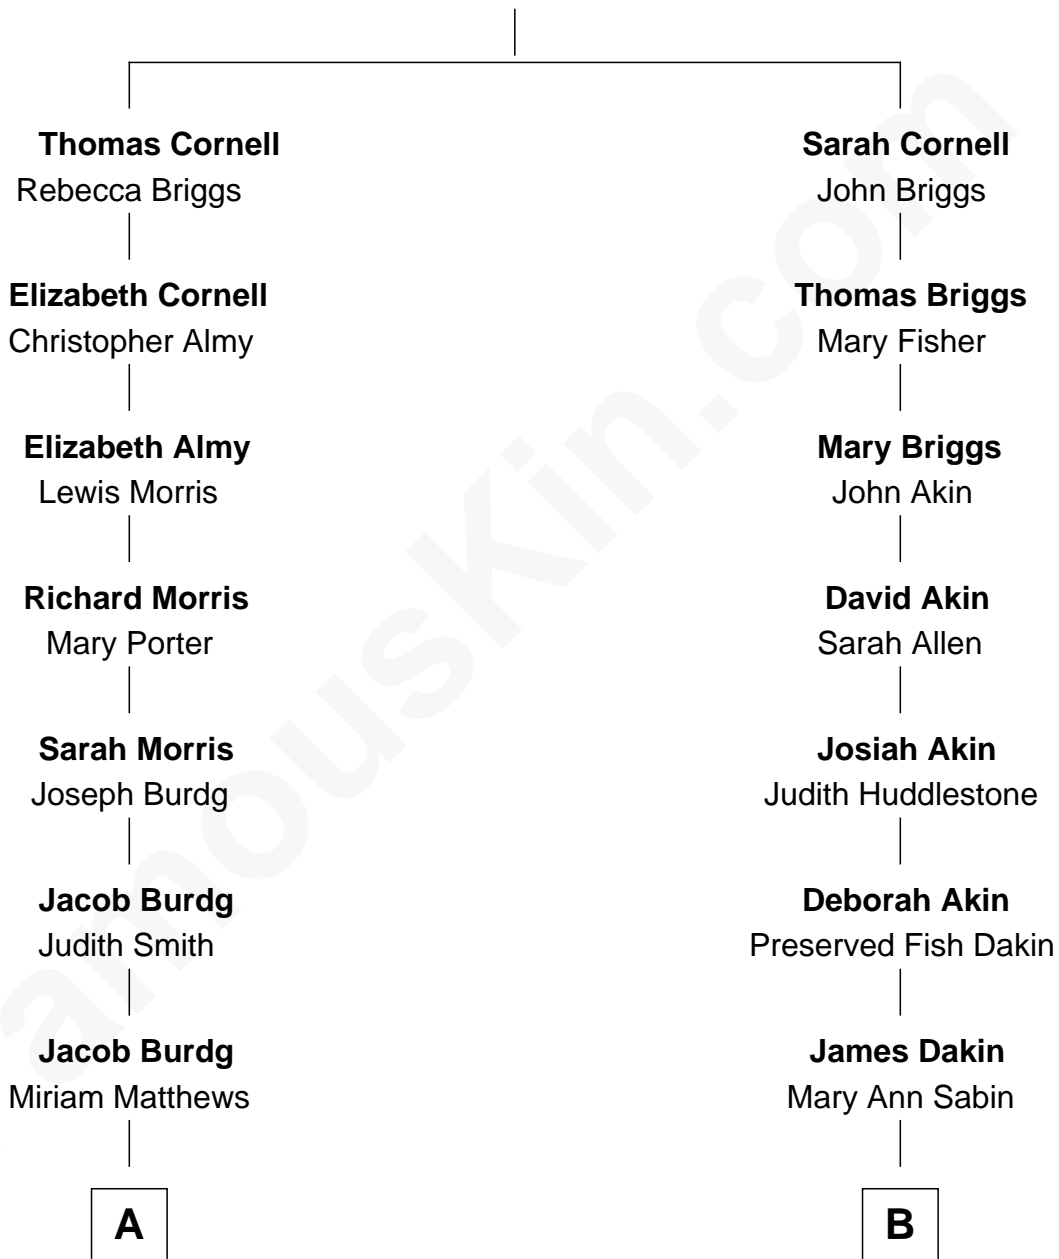 Thomas Cornell
Rebecca Briggs
Sarah Cornell
John Briggs
Elizabeth Cornell
Christopher Almy
Thomas Briggs
Mary Fisher
Elizabeth Almy
Lewis Morris
Mary Briggs
John Akin
Richard Morris
Mary Porter
David Akin
Sarah Allen
Sarah Morris
Joseph Burdg
Josiah Akin
Judith Huddlestone
Jacob Burdg
Judith Smith
Deborah Akin
Preserved Fish Dakin
Jacob Burdg
Miriam Matthews
James Dakin
Mary Ann Sabin
A
B
amousKin.com